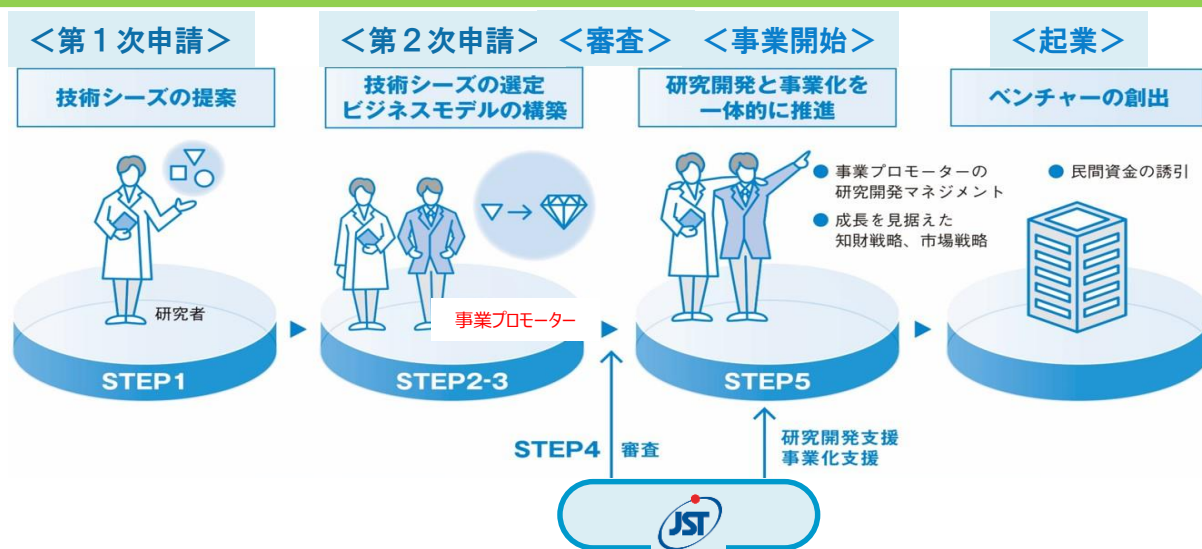 ＜第１次申請＞
＜第２次申請＞
＜審査＞
＜事業開始＞
＜起業＞
技術シーズの提案
技術シーズの選定
ビジネスモデルの構築
研究開発と事業化を
一体的に推進
ベンチャーの創出
研究者
STEP1
事業プロモーター
STEP2-3
● 事業プロモーターの
研究開発マネジメント
● 成長を見据えた
知財戦略、市場戦略
STEP5
● 民間資金の誘引
STEP4 審査
研究開発支援
事業化支援
JST